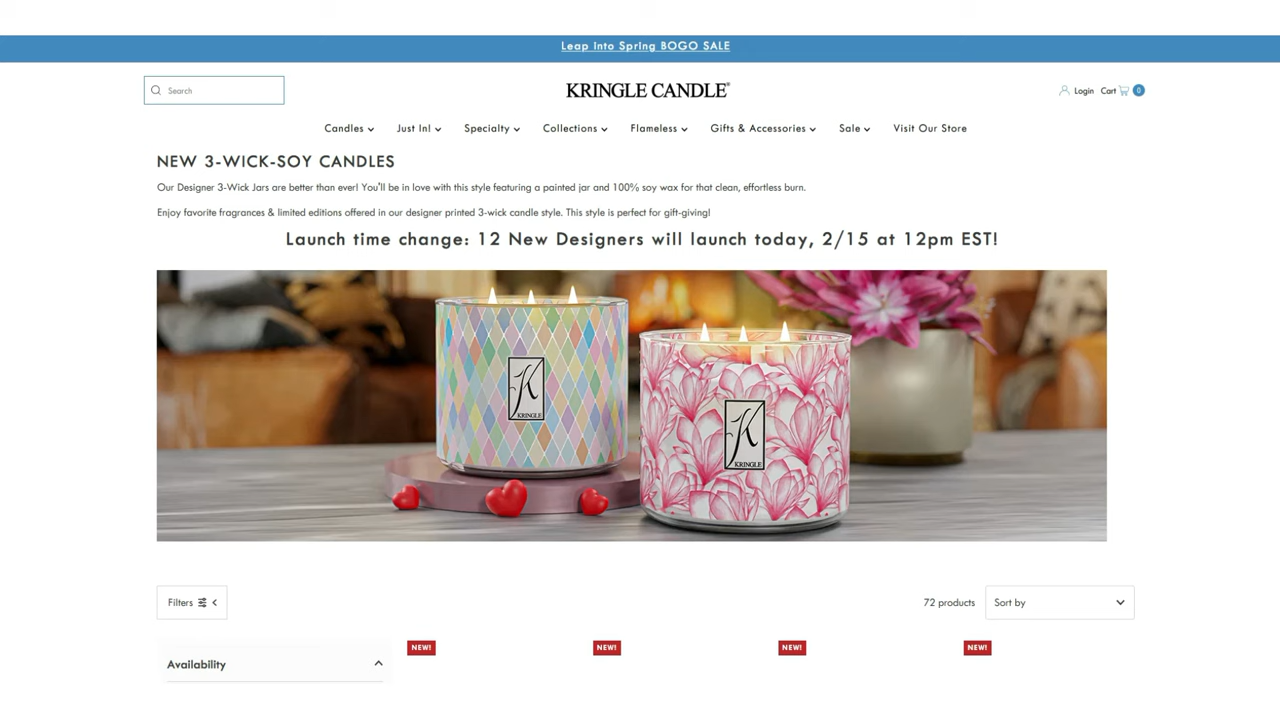 Leap Into Spring BOGO SALE
Search
KRINGLE CANDLE®
Login Cart 0
Candles Just In! Specialty Collections Flameless Gifts & Accessories Sale Visit Our Store
NEW 3-WICK-SOY CANDLES
Our Designer 3-Wick Jars are better than ever! You'll be in love with this style featuring a painted jar and 100% soy wax for that clean, effortless burn.
Enjoy favorite fragrances & limited editions offered in our designer printed 3-wick candle style. This style is perfect for gift-giving!
Launch time change: 12 New Designers will launch today, 2/15 at 12pm EST!
K
KRINGLE
K
KRINGLE
Filters
72 products
Sort by
NEW! NEW! NEW! NEW!
Availability